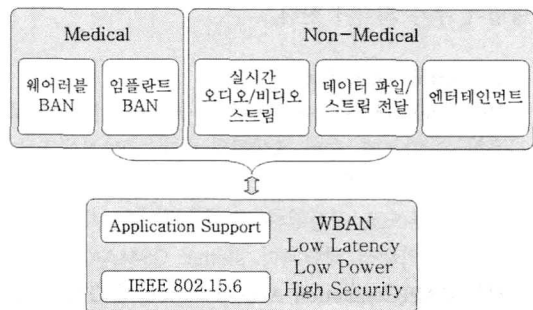 Medical
Non-Medical
웨어러블
BAN
임플란트
BAN
실시간
오디오/비디오
스트림
데이터 파일/
스트림 전달
엔터테인먼트
Application Support
IEEE 802.15.6
WBAN
Low Latency
Low Power
High Security